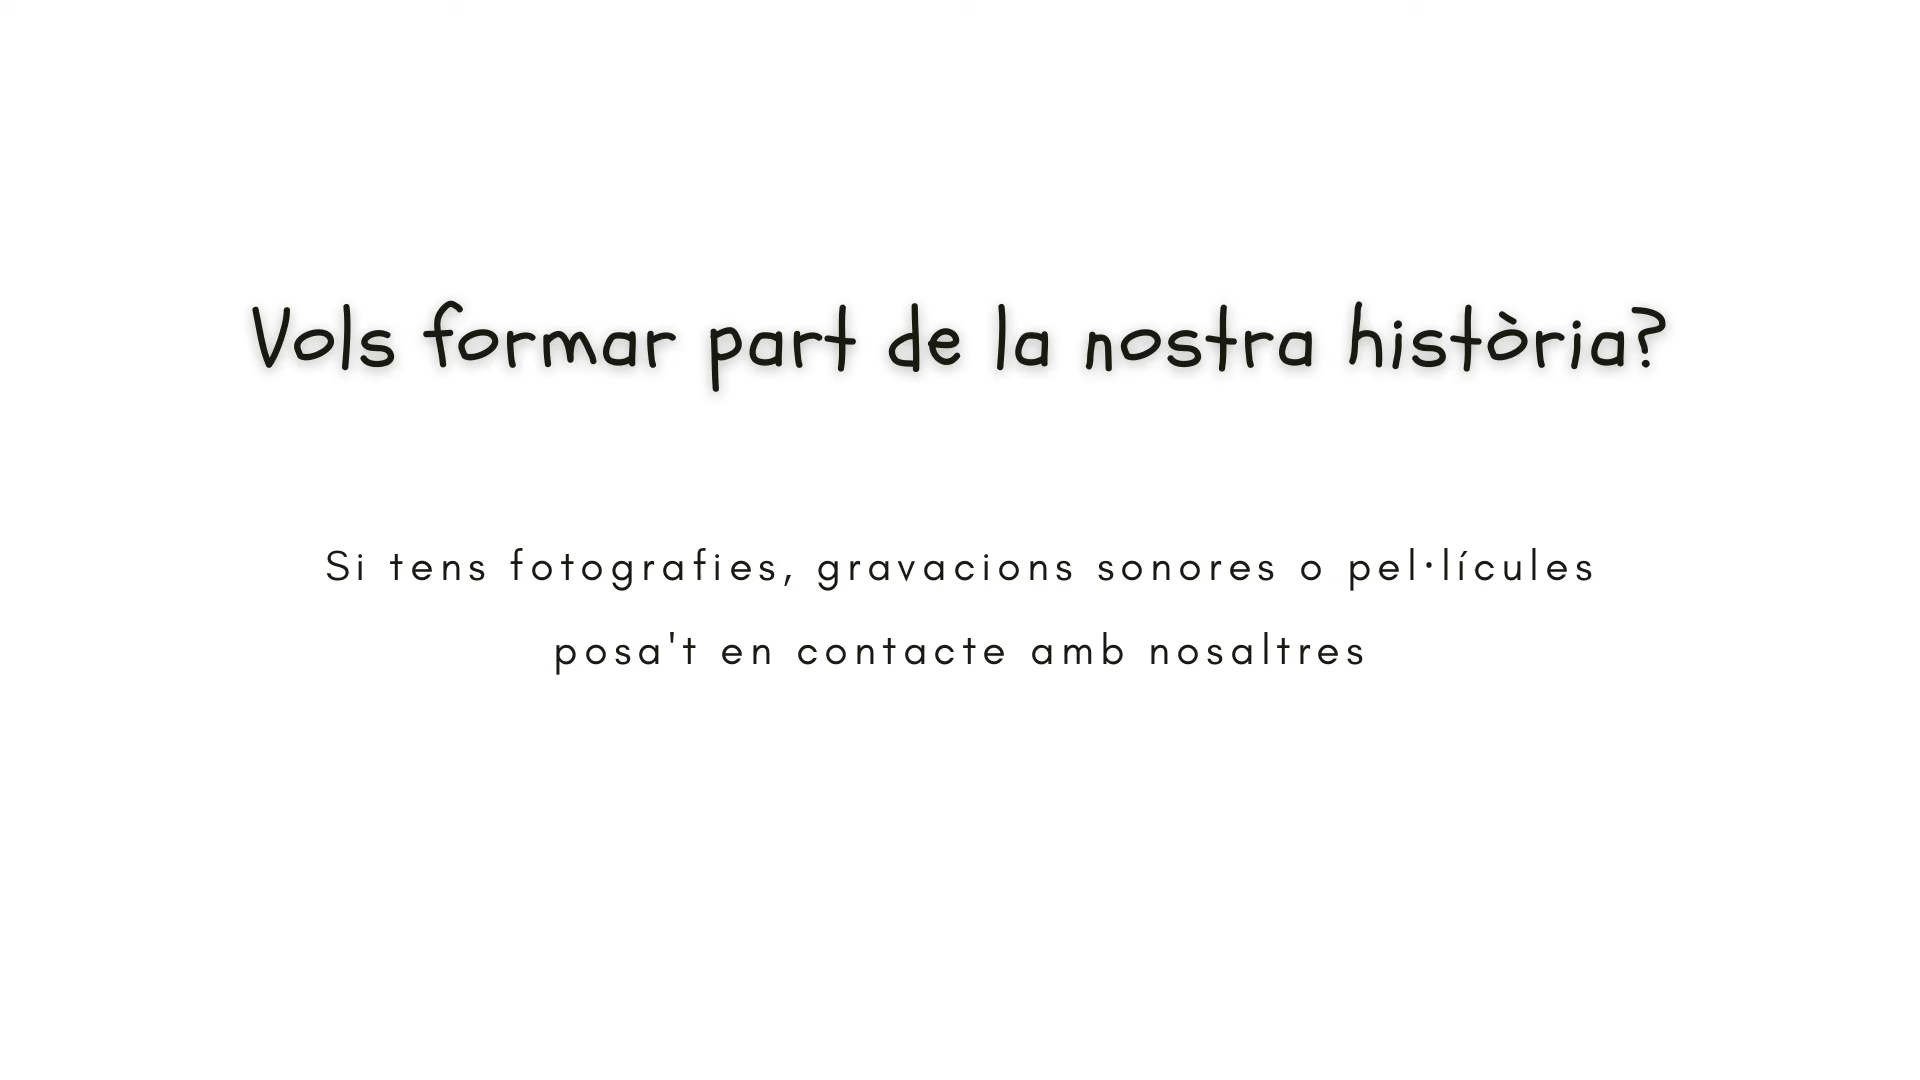 Vols formar part de la nostra història?
Si tens fotografies, gravacions sonores o pel·lícules
posa't en contacte amb nosaltres